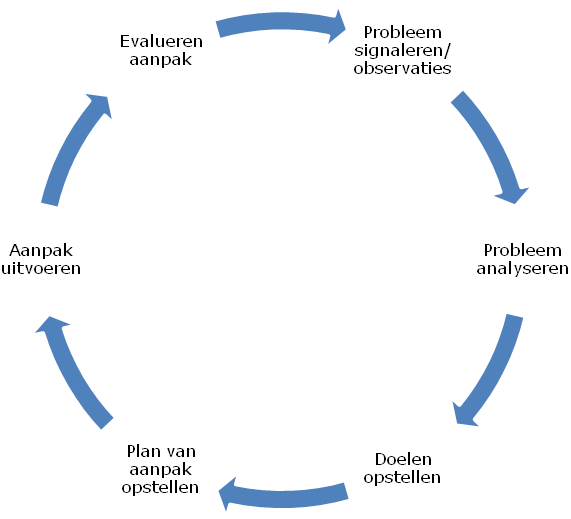 Probleem
signaleren/
observaties
Probleem
analyseren
Doelen
opstellen
Plan van
aanpak
opstellen
Aanpak
uitvoeren
Evalueren
aanpak